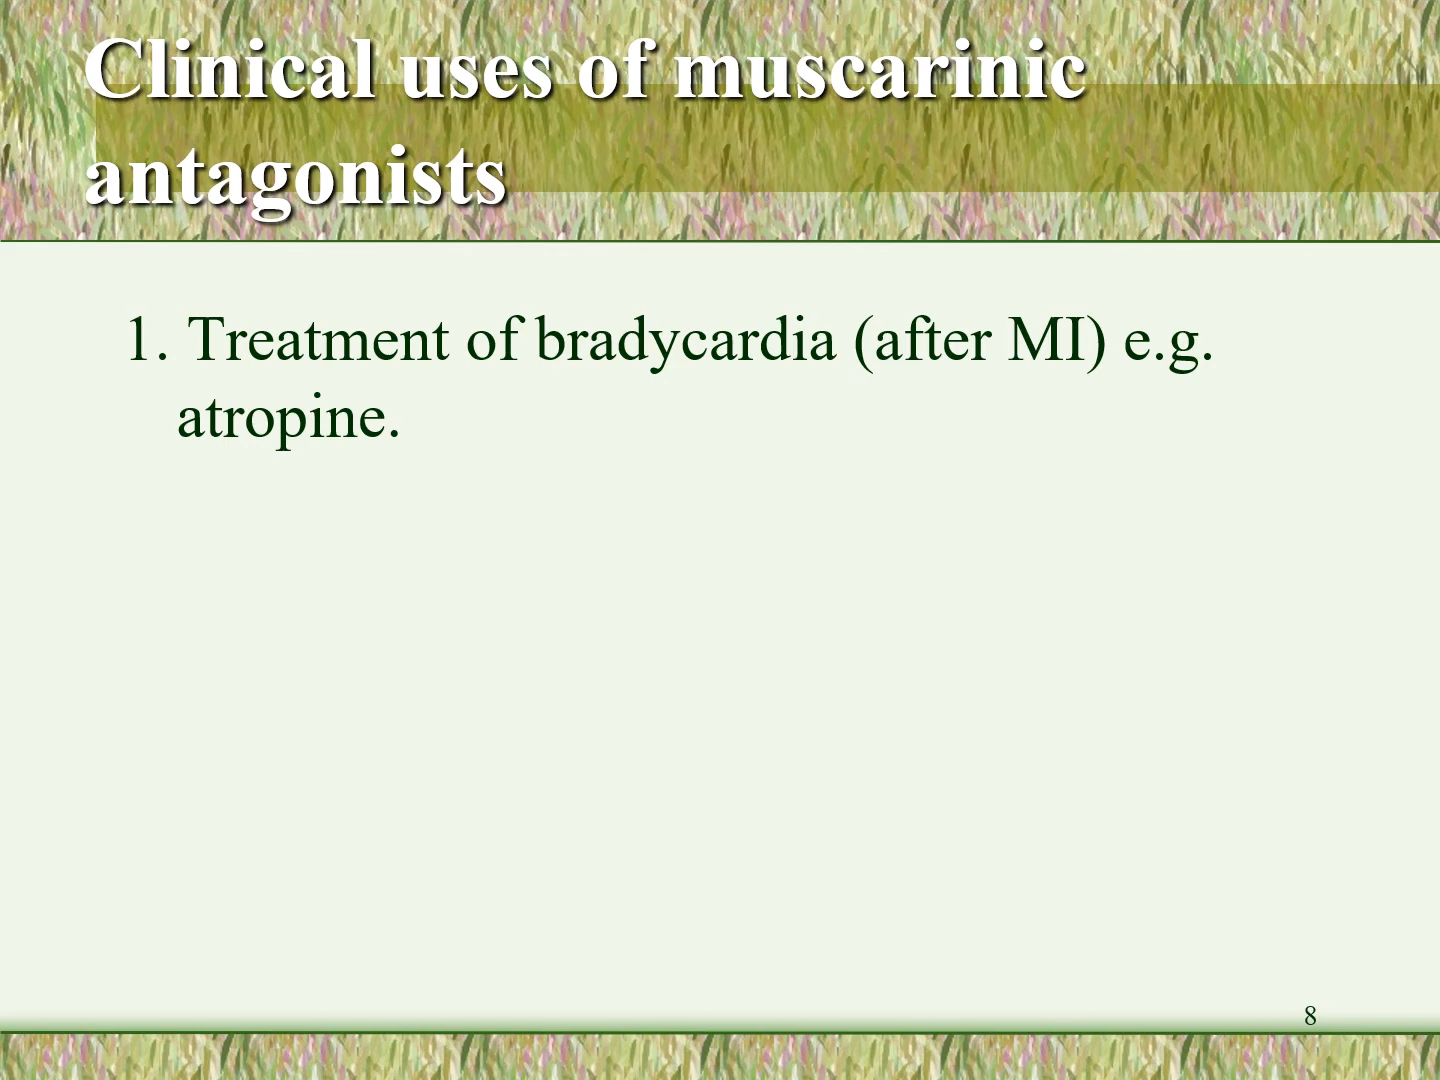 Clinical uses of muscarinic
antagonists
1. Treatment of bradycardia (after MI) e.g.
atropine.
8